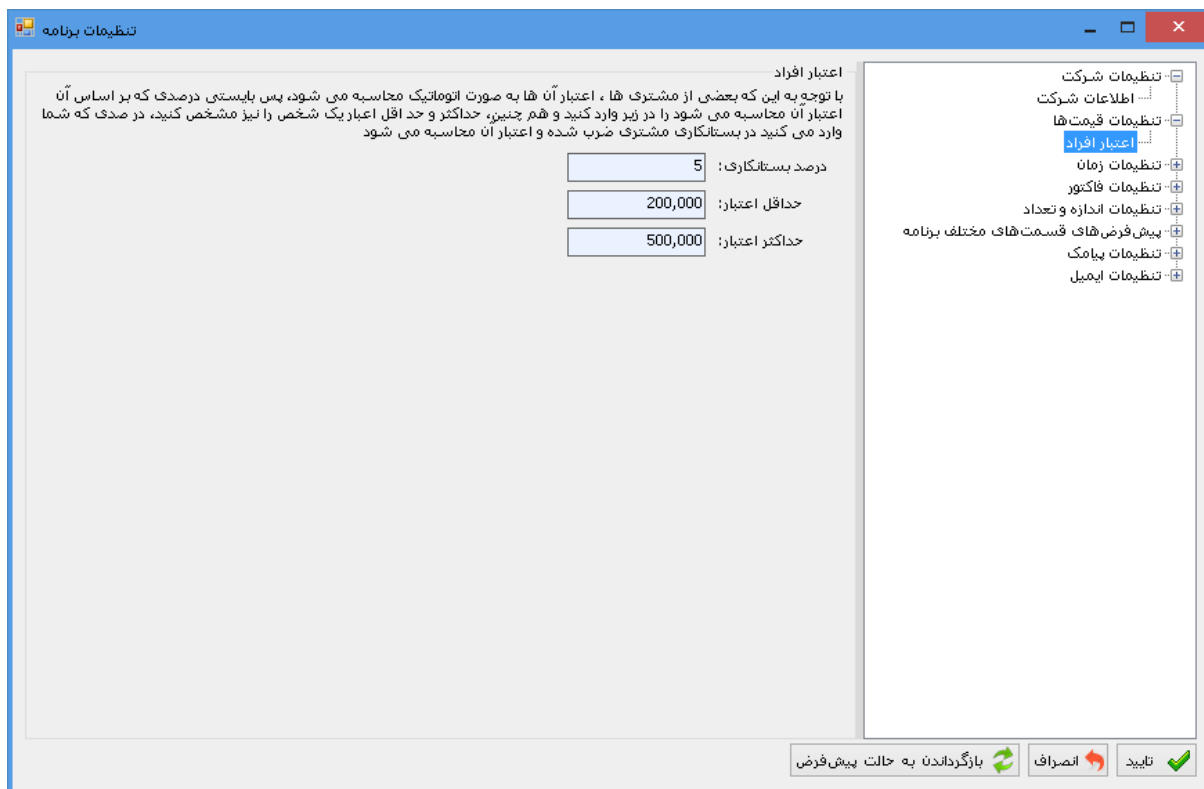 تنظیمات برنامه
تنظیمات شرکت
اطلاعات شرکت
تنظیمات قیمت‌ها
اعتبار افراد
تنظیمات زمان
تنظیمات فاکتور
تنظیمات اندازه و تعداد
پیش‌فرض‌های قسمت‌های مختلف برنامه
تنظیمات پیامک
تنظیمات ایمیل
اعتبار افراد
با توجه به این که بعضی از مشتری ها ، اعتبار آن ها به صورت اتوماتیک محاسبه می شود، پس بایستی درصدی که بر اساس آن
اعتبار آن محاسبه می شود را در زیر وارد کنید و هم چنین، حداکثر و حد اقل اعبار یک شخص را نیز مشخص کنید، در صدی که شما
وارد می کنید در بستانکاری مشتری ضرب شده و اعتبار آن محاسبه می شود
درصد بستانکاری: 5
حداقل اعتبار: 200,000
حداکثر اعتبار: 500,000
تایید
انصراف
بازگرداندن به حالت پیش‌فرض